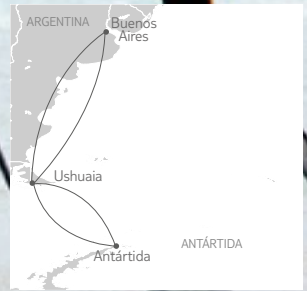 ARGENTINA
Buenos
Aires
Ushuaia
ANTÁRTIDA
Antártida